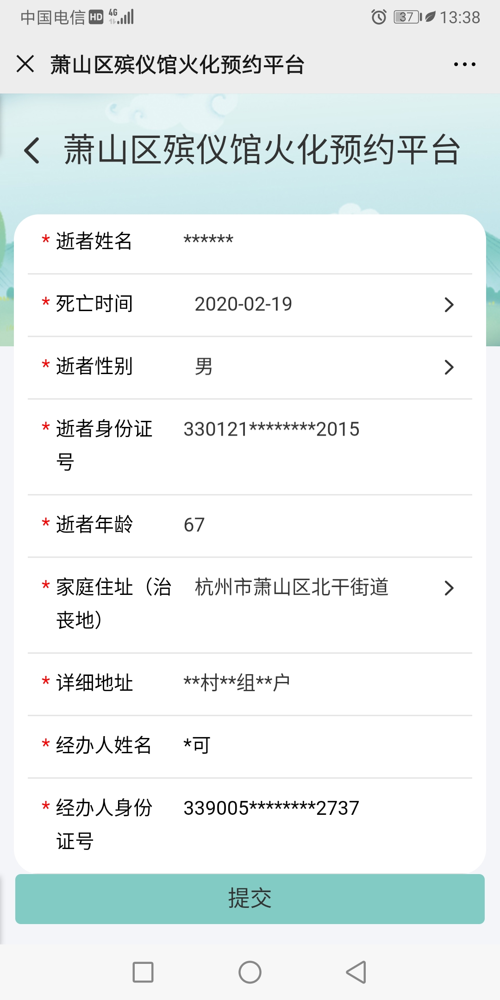 中国电信 HD 4G 37 13:38
萧山区殡仪馆火化预约平台
萧山区殡仪馆火化预约平台
* 逝者姓名 ******
* 死亡时间 2020-02-19
* 逝者性别 男
* 逝者身份证 330121********2015
号
* 逝者年龄 67
* 家庭住址（治 杭州市萧山区北干街道
丧地）
* 详细地址 **村**组**户
* 经办人姓名 *可
* 经办人身份 339005********2737
证号
提交